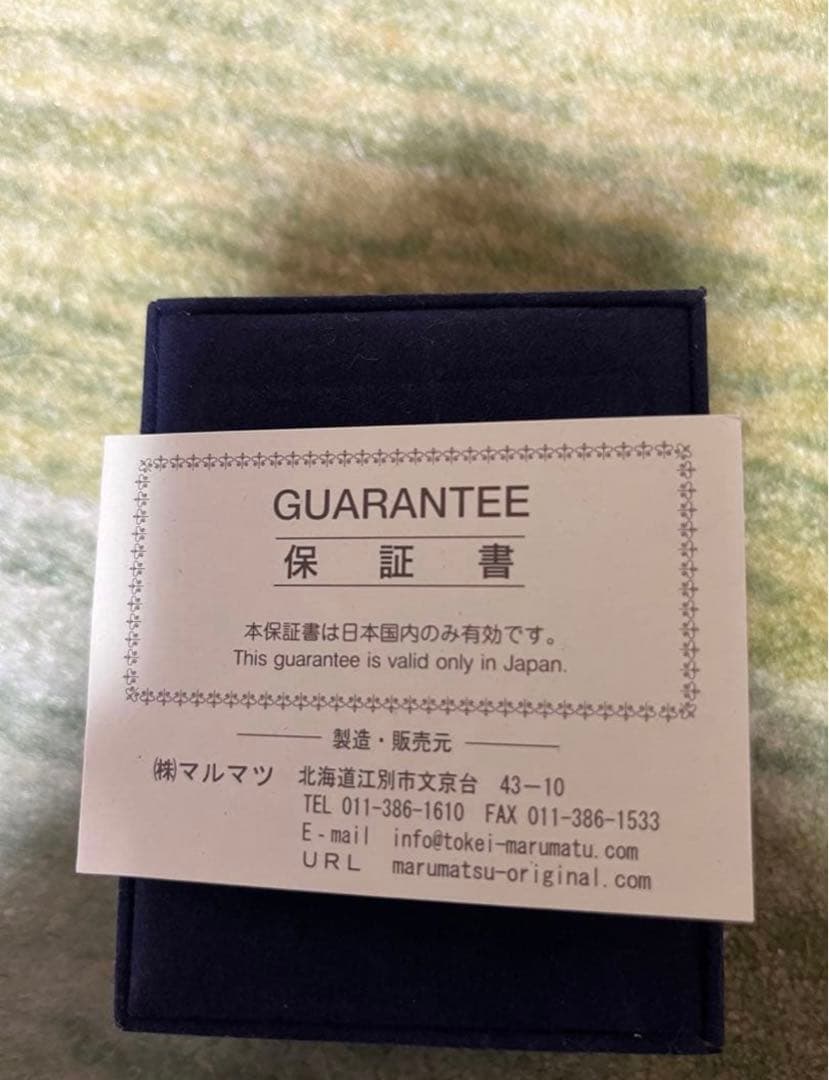 GUARANTEE
保証書
本保証書は日本国内のみ有効です。
This guarantee is valid only in Japan.
製造・販売元
㈱マルマツ 北海道江別市文京台 43-10
TEL 011-386-1610 FAX 011-386-1533
E-mail info@tokei-marumatu.com
URL marumatsu-original.com